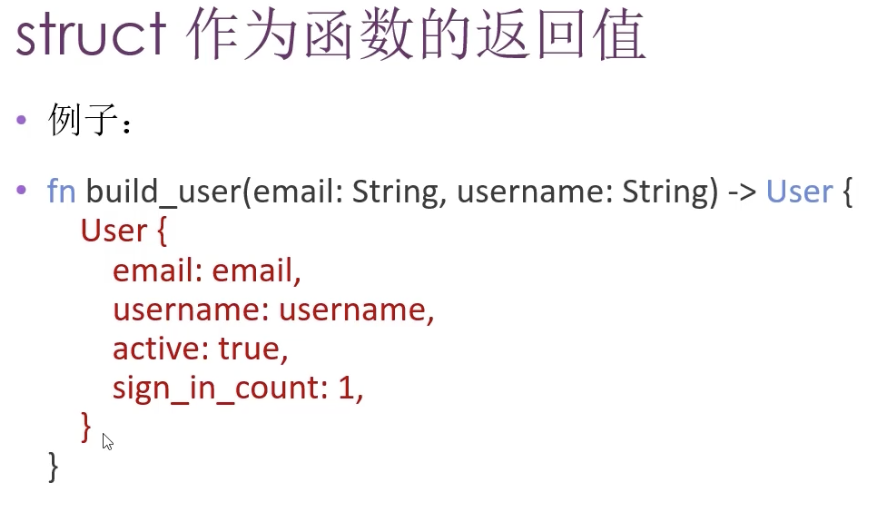 struct 作为函数的返回值
• 例子：
• fn build_user(email: String, username: String) -> User {
User {
email: email,
username: username,
active: true,
sign_in_count: 1,
}
}